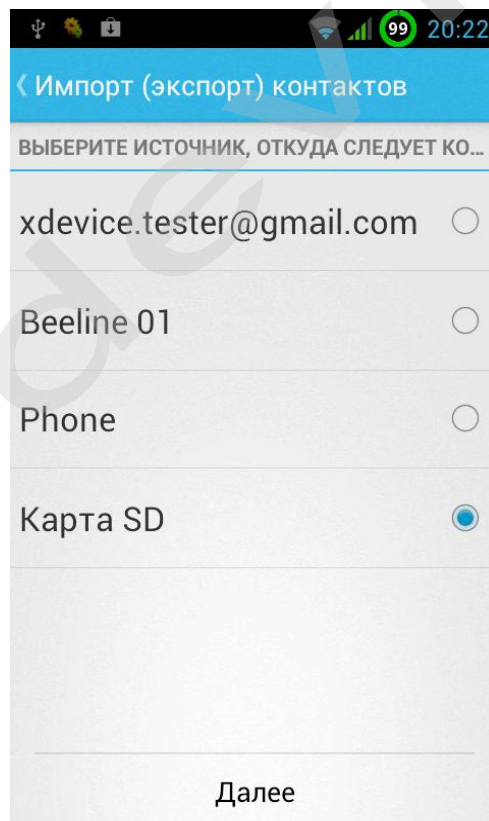 99 20:22
Импорт (экспорт) контактов
ВЫБЕРИТЕ ИСТОЧНИК, ОТКУДА СЛЕДУЕТ КО...
xdevice.tester@gmail.com
Beeline 01
Phone
Карта SD
Далее